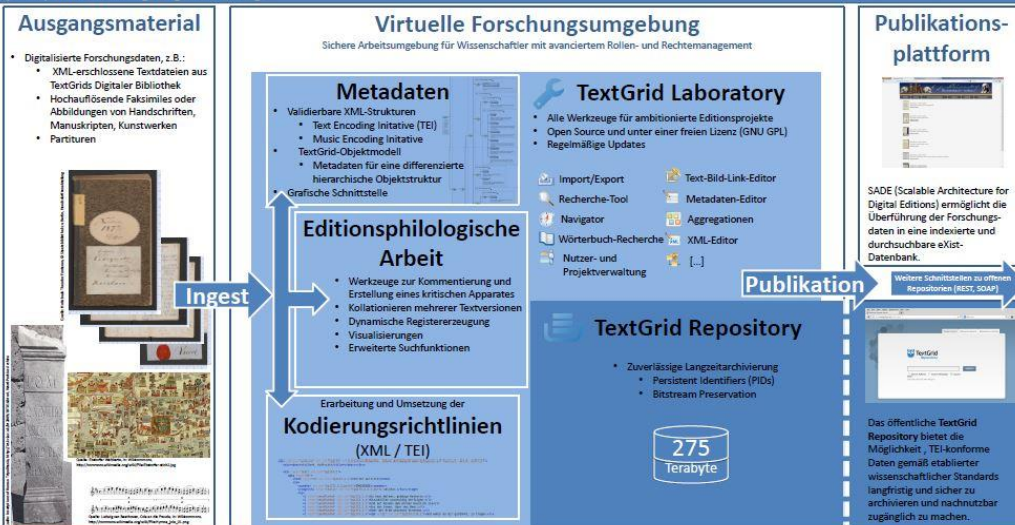 Ausgangsmaterial
Digitalisierte Forschungsdaten, z.B.:
XML-erschlossene Textdateien aus
TextGrids Digitaler Bibliothek
Hochauflösende Faksimiles oder
Abbildungen von Handschriften,
Manuskripten, Kunstwerken
Partituren
Ingest
Virtuelle Forschungsumgebung
Sichere Arbeitsumgebung für Wissenschaftler mit avanciertem Rollen- und Rechtemanagement
Metadaten
Validierbare XML-Strukturen
Text Encoding Initative (TEI)
Music Encoding Initative
TextGrid-Objektmodell
Metadaten für eine differenzierte
hierarchische Objektstruktur
Grafische Schnittstelle
Editionsphilologische
Arbeit
Werkzeuge zur Kommentierung und
Erstellung eines kritischen Apparates
Kollationieren mehrerer Textversionen
Dynamische Registererzeugung
Visualisierungen
Erweiterte Suchfunktionen
Erarbeitung und Umsetzung der
Kodierungsrichtlinien
(XML / TEI)
TextGrid Laboratory
Alle Werkzeuge für ambitionierte Editionsprojekte
Open Source und unter einer freien Lizenz (GNU GPL)
Regelmäßige Updates
Import/Export
Text-Bild-Link-Editor
Recherche-Tool
Metadaten-Editor
Navigator
Aggregationen
Wörterbuch-Recherche
XML-Editor
Nutzer- und
Projektverwaltung
[...]
TextGrid Repository
Zuverlässige Langzeitarchivierung
Persistent Identifiers (PIDs)
Bitstream Preservation
275
Terabyte
Publikation
Publikations-
plattform
SADE (Scalable Architecture for
Digital Editions) ermöglicht die
Überführung der Forschungs-
daten in eine indexierte und
durchsuchbare eXist-
Datenbank.
Weitere Schnittstellen zu offenen
Repositorien (REST, SOAP)
TextGrid
Das öffentliche TextGrid
Repository bietet die
Möglichkeit , TEI-konforme
Daten gemäß etablierter
wissenschaftlicher Standards
langfristig und sicher zu
archivieren und nachnutzbar
zugänglich zu machen.